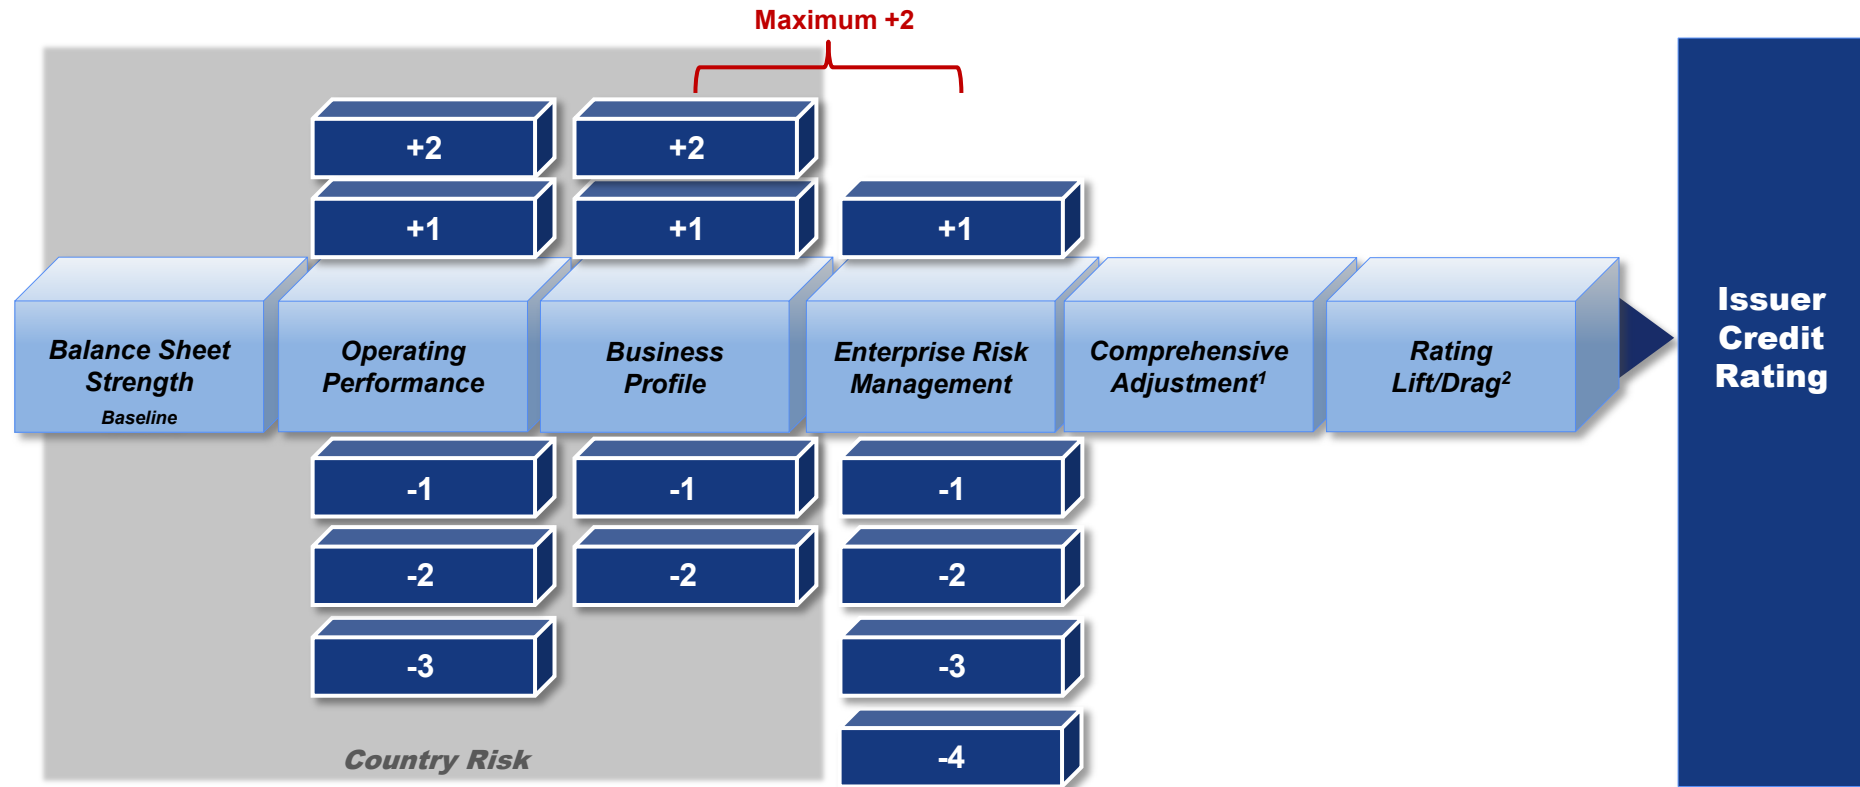 Maximum +2
+2
+2
+1
+1
+1
Balance Sheet
Strength
Baseline
Operating
Performance
Business
Profile
Enterprise Risk
Management
Comprehensive
Adjustment¹
Rating
Lift/Drag²
Issuer
Credit
Rating
-1
-1
-1
-2
-2
-2
-3
-3
-4
Country Risk